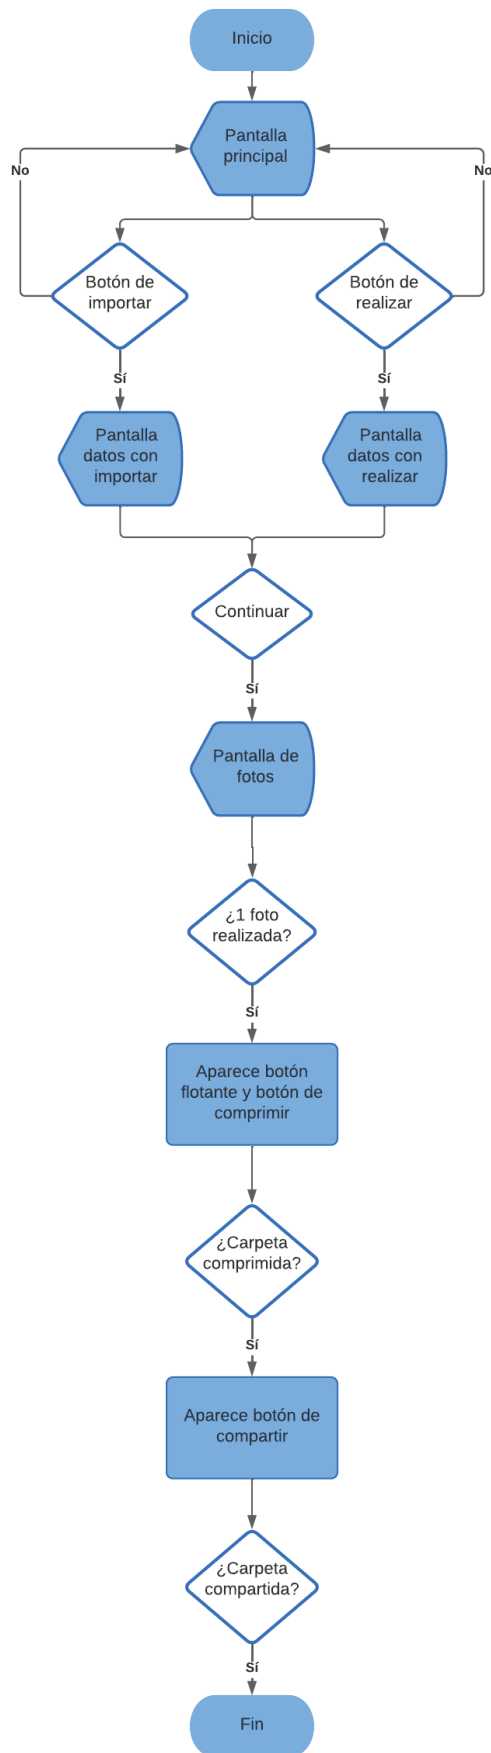 Inicio
Pantalla
principal
No
No
Botón de
importar
Botón de
realizar
Sí
Sí
Pantalla
datos con
importar
Pantalla
datos con
realizar
Continuar
Sí
Pantalla de
fotos
¿1 foto
realizada?
Sí
Aparece botón
flotante y botón de
comprimir
¿Carpeta
comprimida?
Sí
Aparece botón de
compartir
¿Carpeta
compartida?
Sí
Fin